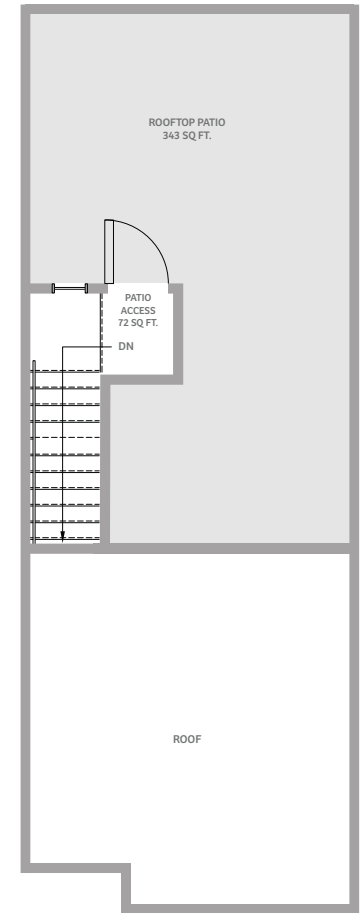 ROOFTOP PATIO
343 SQ FT.
PATIO
ACCESS
72 SQ FT.
DN
ROOF